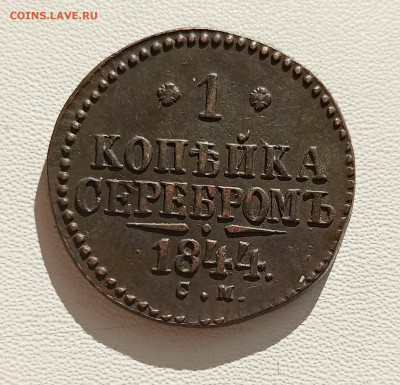 COINS.LAVE.RU
1
КОПѢЙКА
СЕРЕБРОМЪ
1844.
С.М.